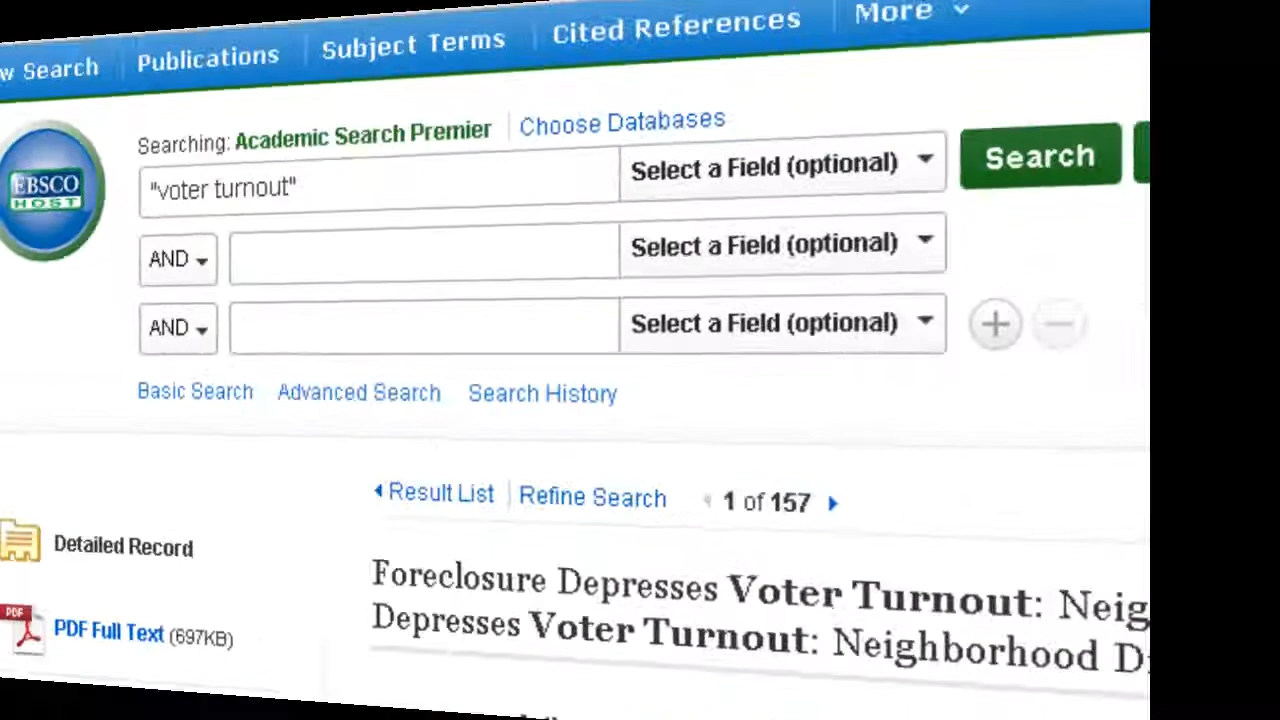 w Search Publications Subject Terms Cited References More
Searching: Academic Search Premier Choose Databases
"voter turnout" Select a Field (optional) Search
EBSCO
HOST
AND Select a Field (optional)
AND Select a Field (optional)
Basic Search Advanced Search Search History
Result List Refine Search 1 of 157
Detailed Record
Foreclosure Depresses Voter Turnout: Neig
PDF
PDF Full Text (697KB)
Depresses Voter Turnout: Neighborhood D